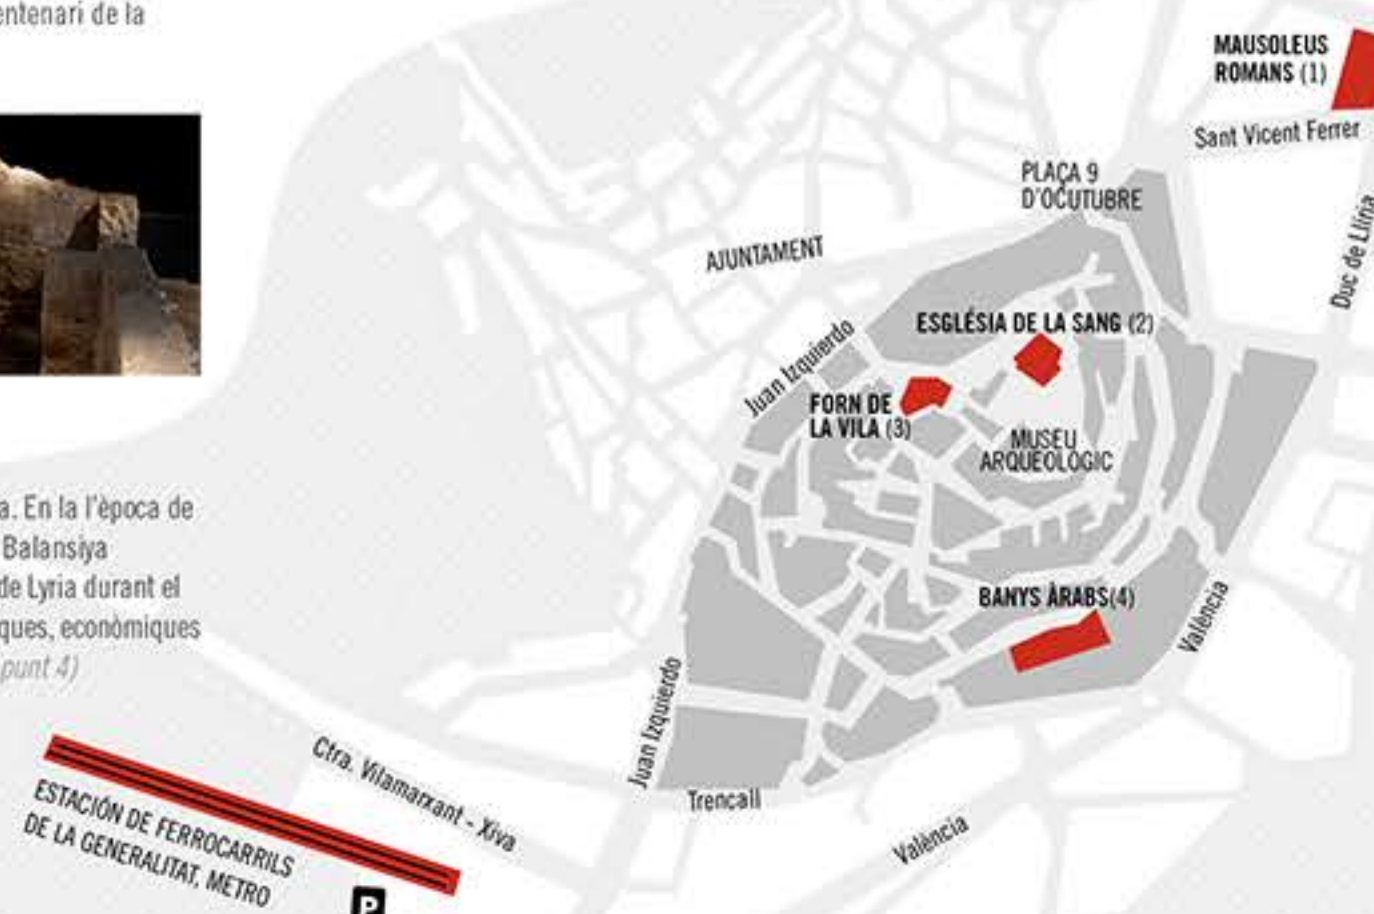 entenari de la
a. En la l'època de
Balansiya
de Lyria durant el
ques, econòmiques
punt 4)
MAUSOLEUS
ROMANS (1)
Sant Vicent Ferrer
Duc de Llíria
PLAÇA 9
D'OCUTUBRE
AJUNTAMENT
ESGLÉSIA DE LA SANG (2)
Juan Izquierdo
FORN DE
LA VILA (3)
MUSEU
ARQUEOLÒGIC
BANYS ÀRABS(4)
València
Juan Izquierdo
Trencall
València
Ctra. Vilamarxant - Xiva
ESTACIÓN DE FERROCARRILS
DE LA GENERALITAT, METRO
P